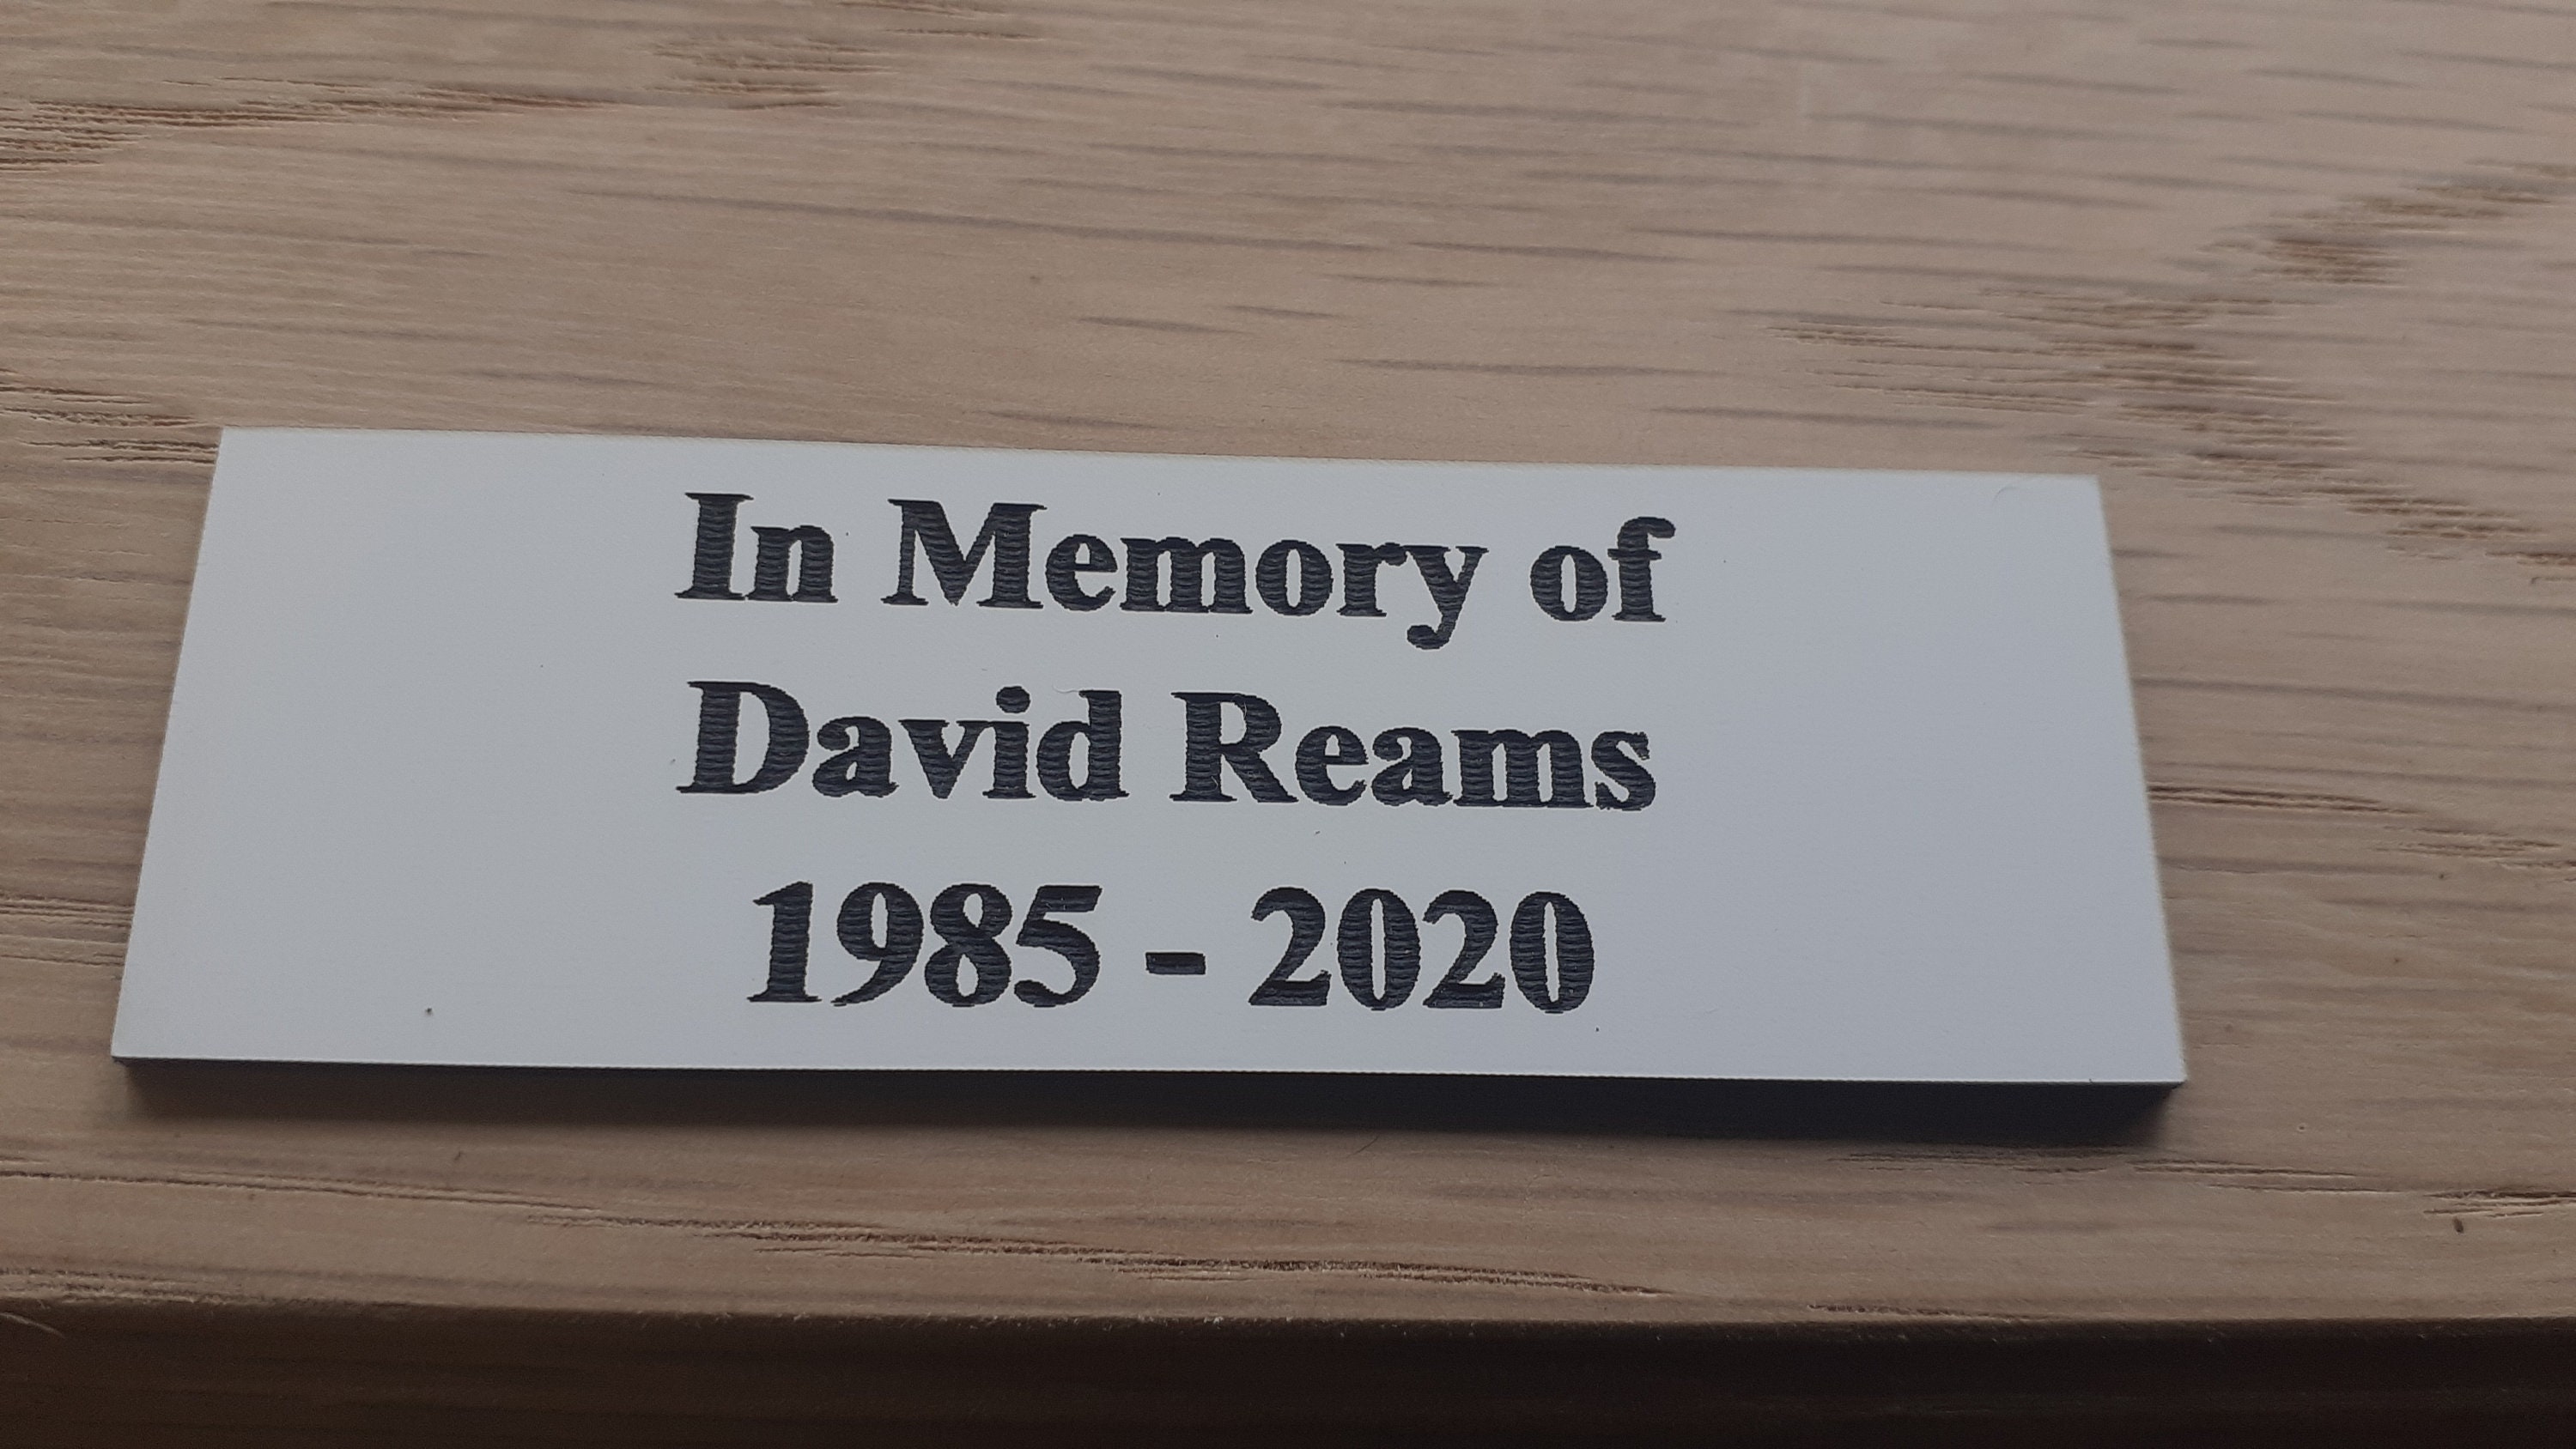 In Memory of
David Reams
1985 - 2020